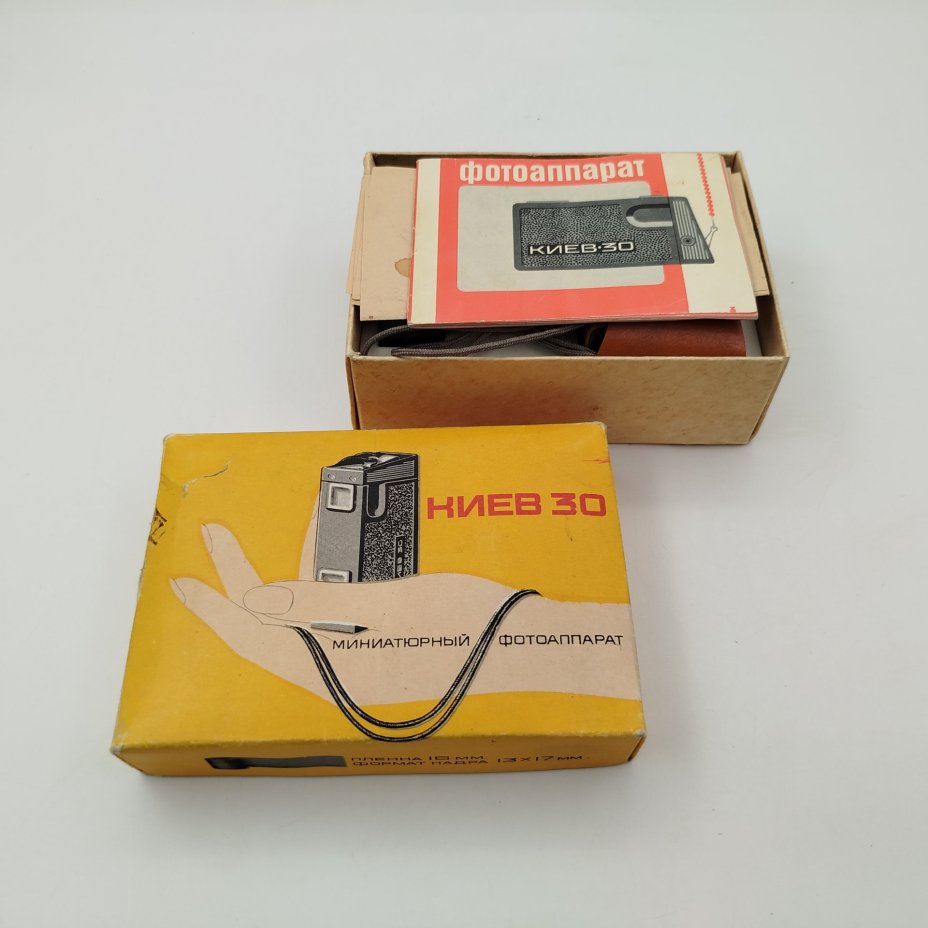 фотоаппарат
КИЕВ·30
КИЕВ 30
МИНИАТЮРНЫЙ ФОТОАППАРАТ
ПЛЕНКА 16 ММ.
ФОРМАТ КАДРА 13×17 ММ.